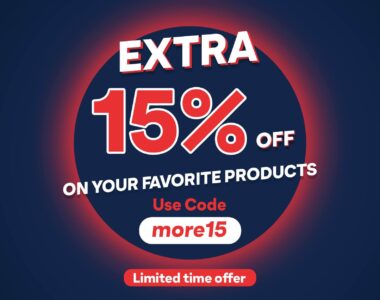 EXTRA
15% OFF
ON YOUR FAVORITE PRODUCTS
Use Code
more15
Limited time offer